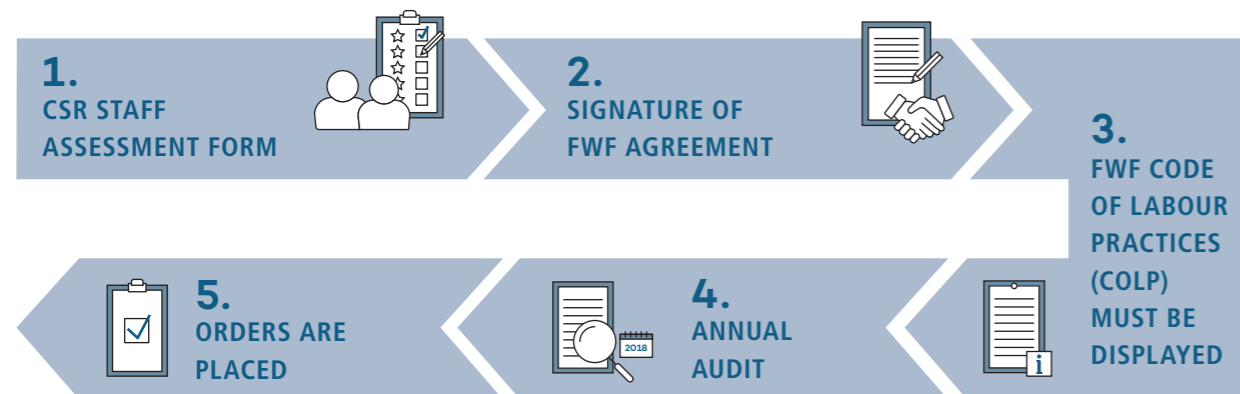 1.
CSR STAFF
ASSESSMENT FORM
2.
SIGNATURE OF
FWF AGREEMENT
3.
FWF CODE
OF LABOUR
PRACTICES
(COLP)
MUST BE
DISPLAYED
i
4.
ANNUAL
AUDIT
2018
5.
ORDERS ARE
PLACED